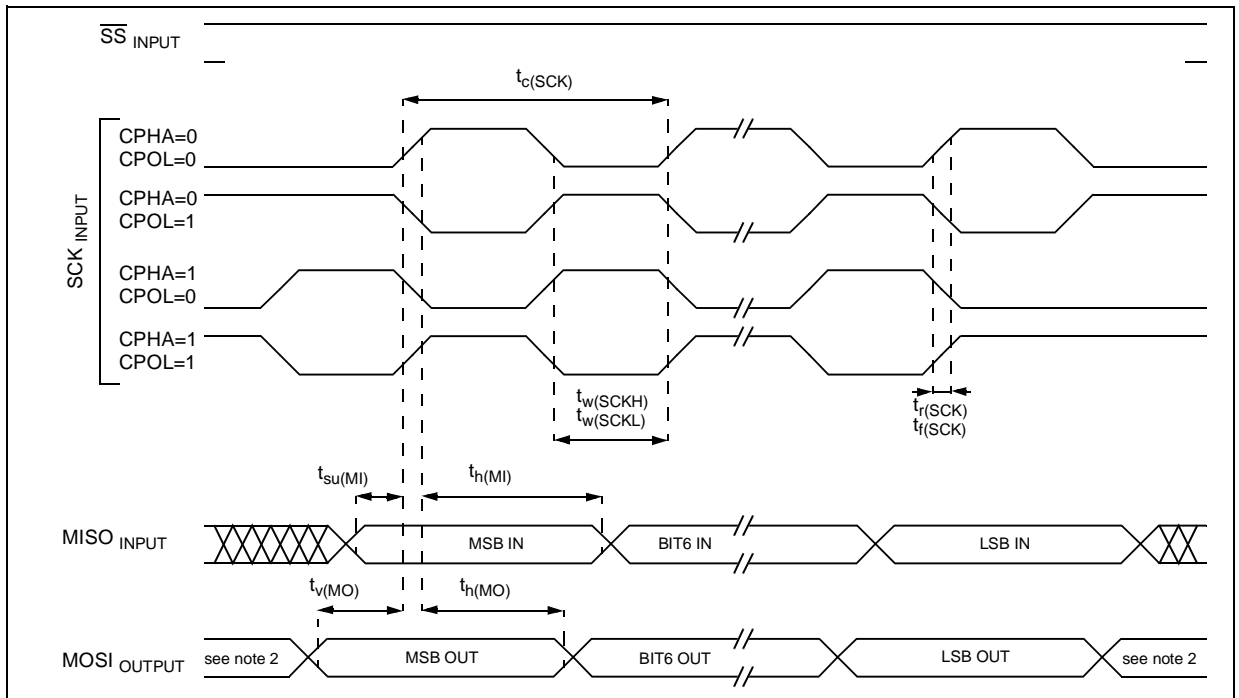 SS INPUT
tc(SCK)
SCK INPUT
CPHA=0
CPOL=0
CPHA=0
CPOL=1
CPHA=1
CPOL=0
CPHA=1
CPOL=1
tw(SCKH)
tw(SCKL)
tr(SCK)
tf(SCK)
tsu(MI)
th(MI)
MISO INPUT
MSB IN
BIT6 IN
LSB IN
tv(MO)
th(MO)
MOSI OUTPUT
see note 2
MSB OUT
BIT6 OUT
LSB OUT
see note 2